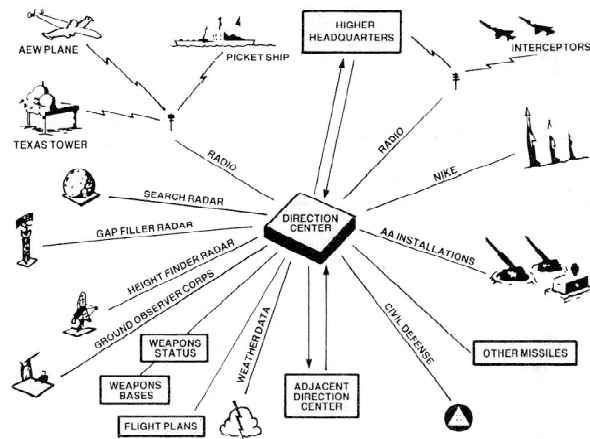 AEW PLANE
PICKET SHIP
HIGHER
HEADQUARTERS
INTERCEPTORS
TEXAS TOWER
RADIO
RADIO
NIKE
SEARCH RADAR
GAP FILLER RADAR
DIRECTION
CENTER
AA INSTALLATIONS
HEIGHT FINDER RADAR
GROUND OBSERVER CORPS
WEAPONS
STATUS
WEATHER DATA
CIVIL DEFENSE
OTHER MISSILES
WEAPONS
BASES
ADJACENT
DIRECTION
CENTER
FLIGHT PLANS